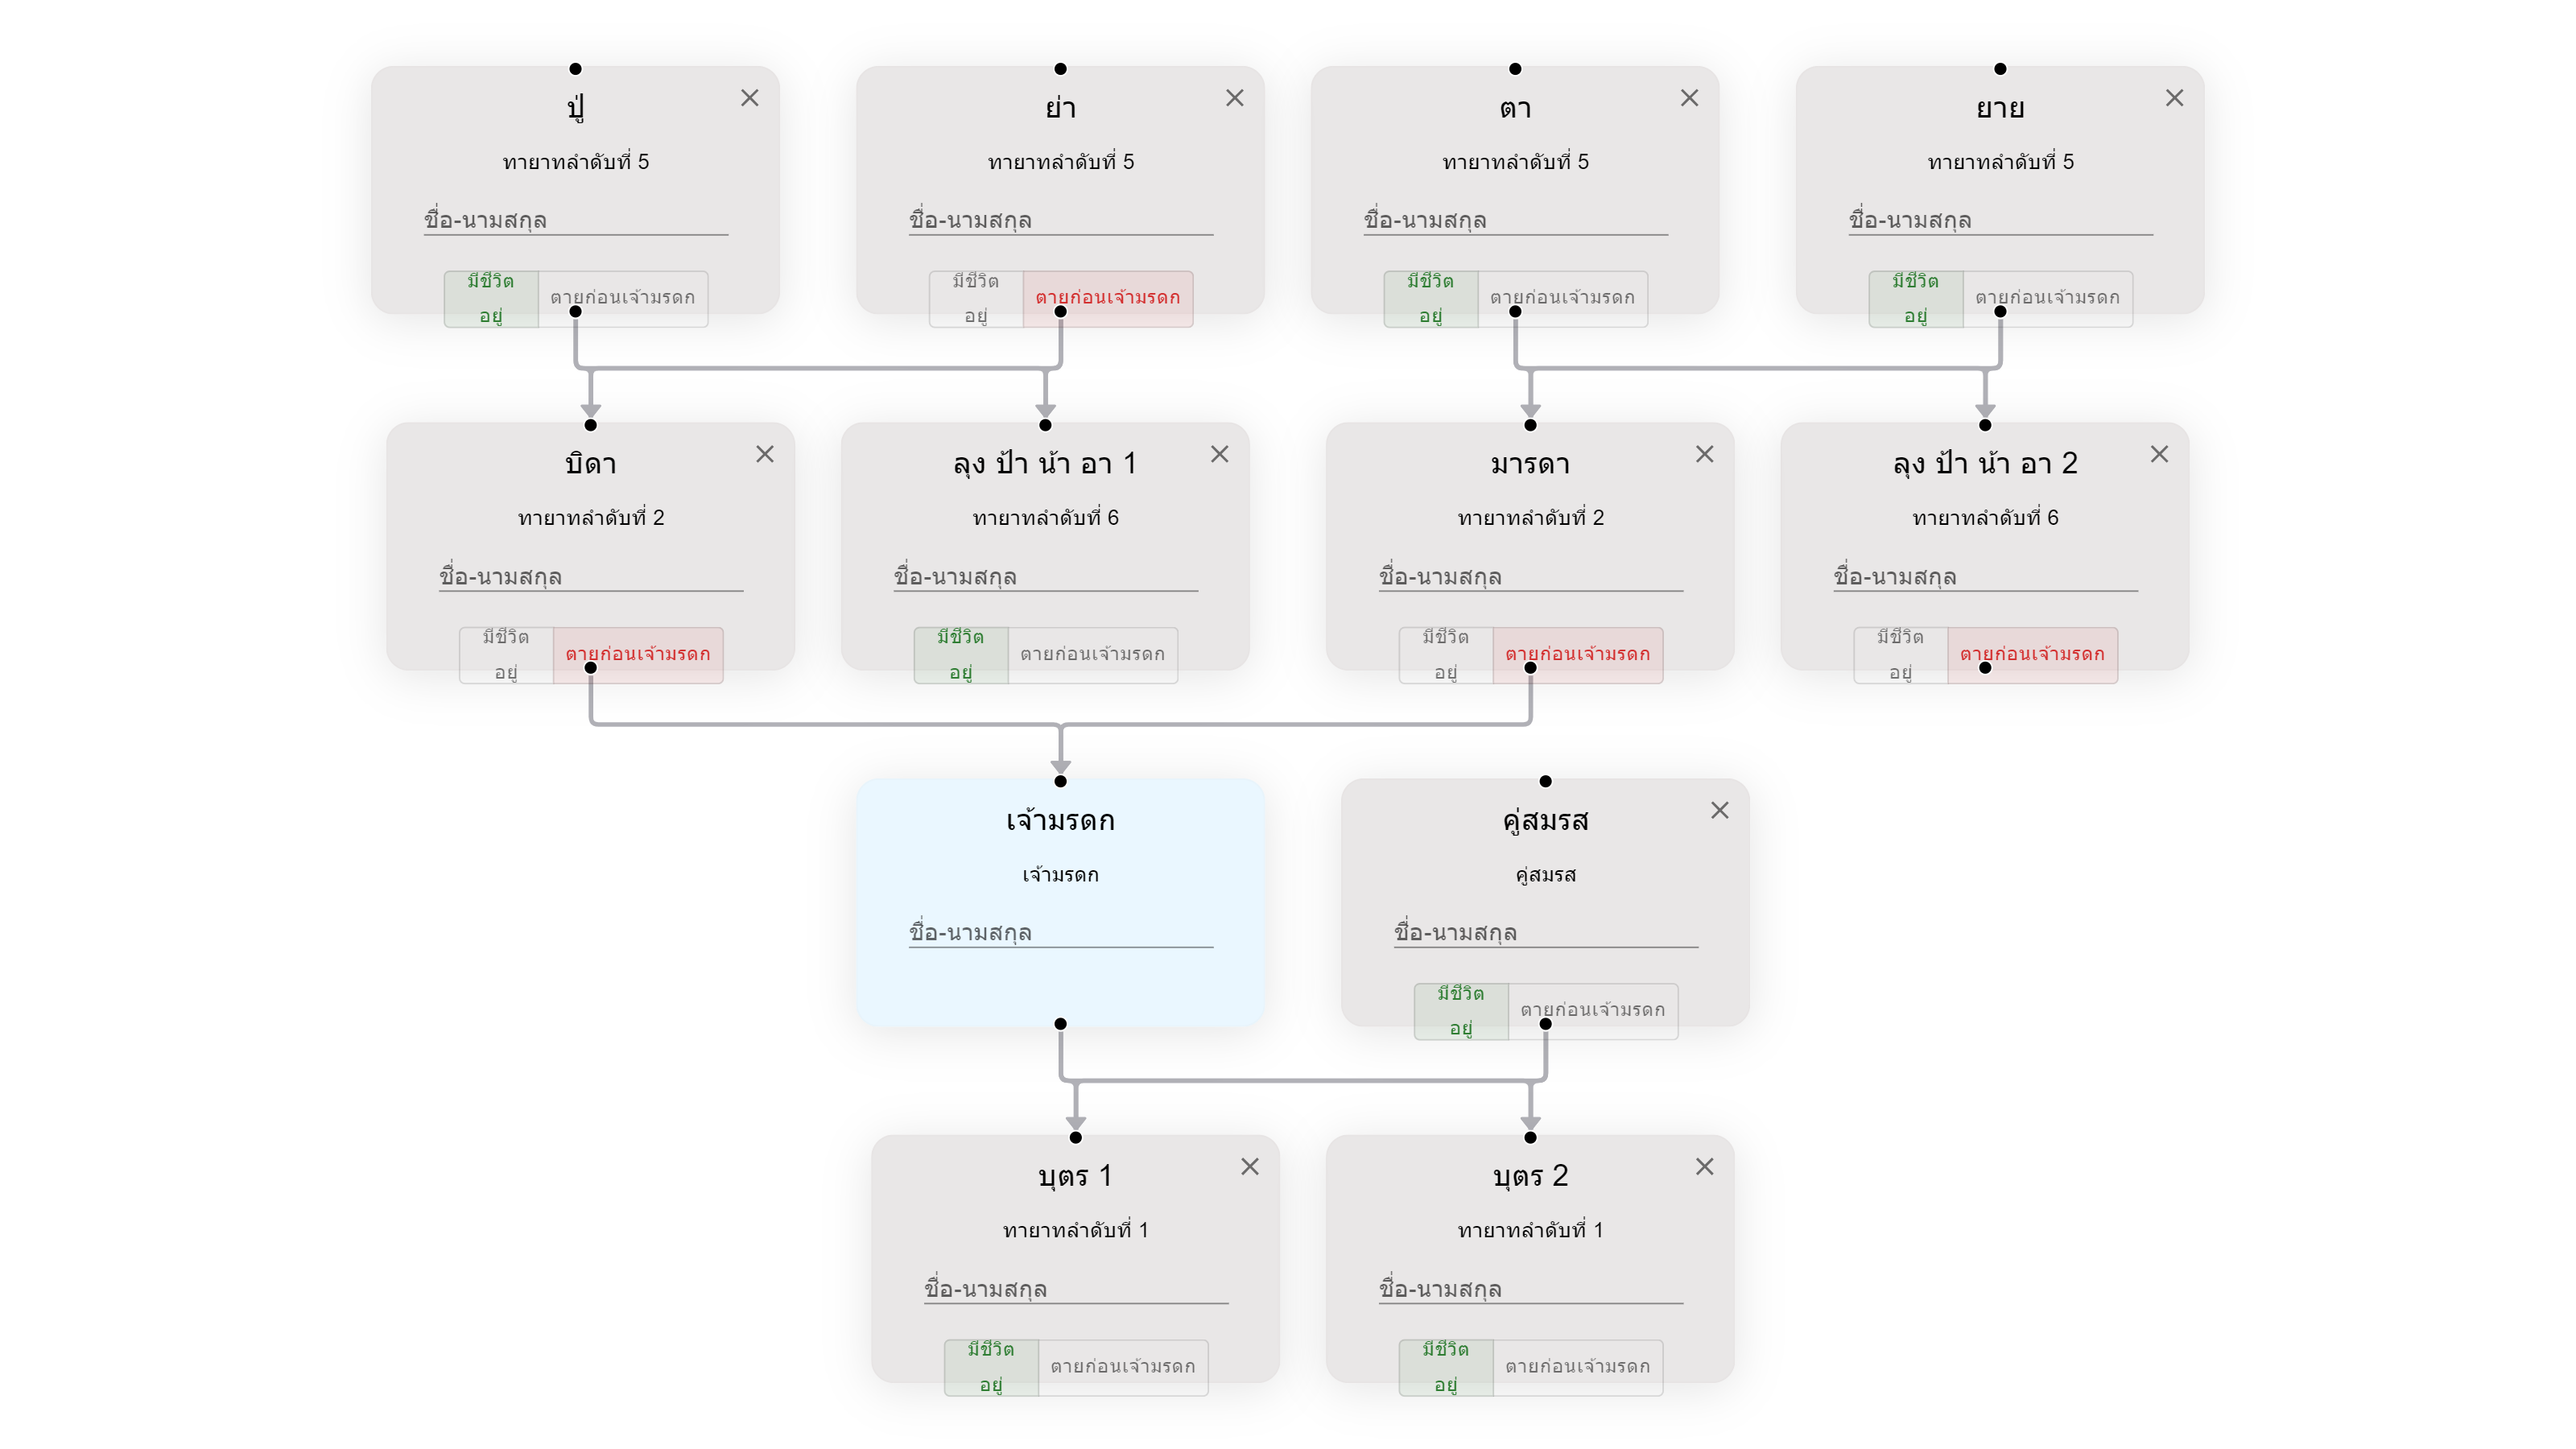 ปู่
ทายาทลำดับที่ 5
ชื่อ-นามสกุล
มีชีวิต
อยู่
ตายก่อนเจ้ามรดก
ย่า
ทายาทลำดับที่ 5
ชื่อ-นามสกุล
มีชีวิต
อยู่
ตายก่อนเจ้ามรดก
ตา
ทายาทลำดับที่ 5
ชื่อ-นามสกุล
มีชีวิต
อยู่
ตายก่อนเจ้ามรดก
ยาย
ทายาทลำดับที่ 5
ชื่อ-นามสกุล
มีชีวิต
อยู่
ตายก่อนเจ้ามรดก
บิดา
ทายาทลำดับที่ 2
ชื่อ-นามสกุล
มีชีวิต
อยู่
ตายก่อนเจ้ามรดก
ลุง ป้า น้า อา 1
ทายาทลำดับที่ 6
ชื่อ-นามสกุล
มีชีวิต
อยู่
ตายก่อนเจ้ามรดก
มารดา
ทายาทลำดับที่ 2
ชื่อ-นามสกุล
มีชีวิต
อยู่
ตายก่อนเจ้ามรดก
ลุง ป้า น้า อา 2
ทายาทลำดับที่ 6
ชื่อ-นามสกุล
มีชีวิต
อยู่
ตายก่อนเจ้ามรดก
เจ้ามรดก
เจ้ามรดก
ชื่อ-นามสกุล
คู่สมรส
คู่สมรส
ชื่อ-นามสกุล
มีชีวิต
อยู่
ตายก่อนเจ้ามรดก
บุตร 1
ทายาทลำดับที่ 1
ชื่อ-นามสกุล
มีชีวิต
อยู่
ตายก่อนเจ้ามรดก
บุตร 2
ทายาทลำดับที่ 1
ชื่อ-นามสกุล
มีชีวิต
อยู่
ตายก่อนเจ้ามรดก